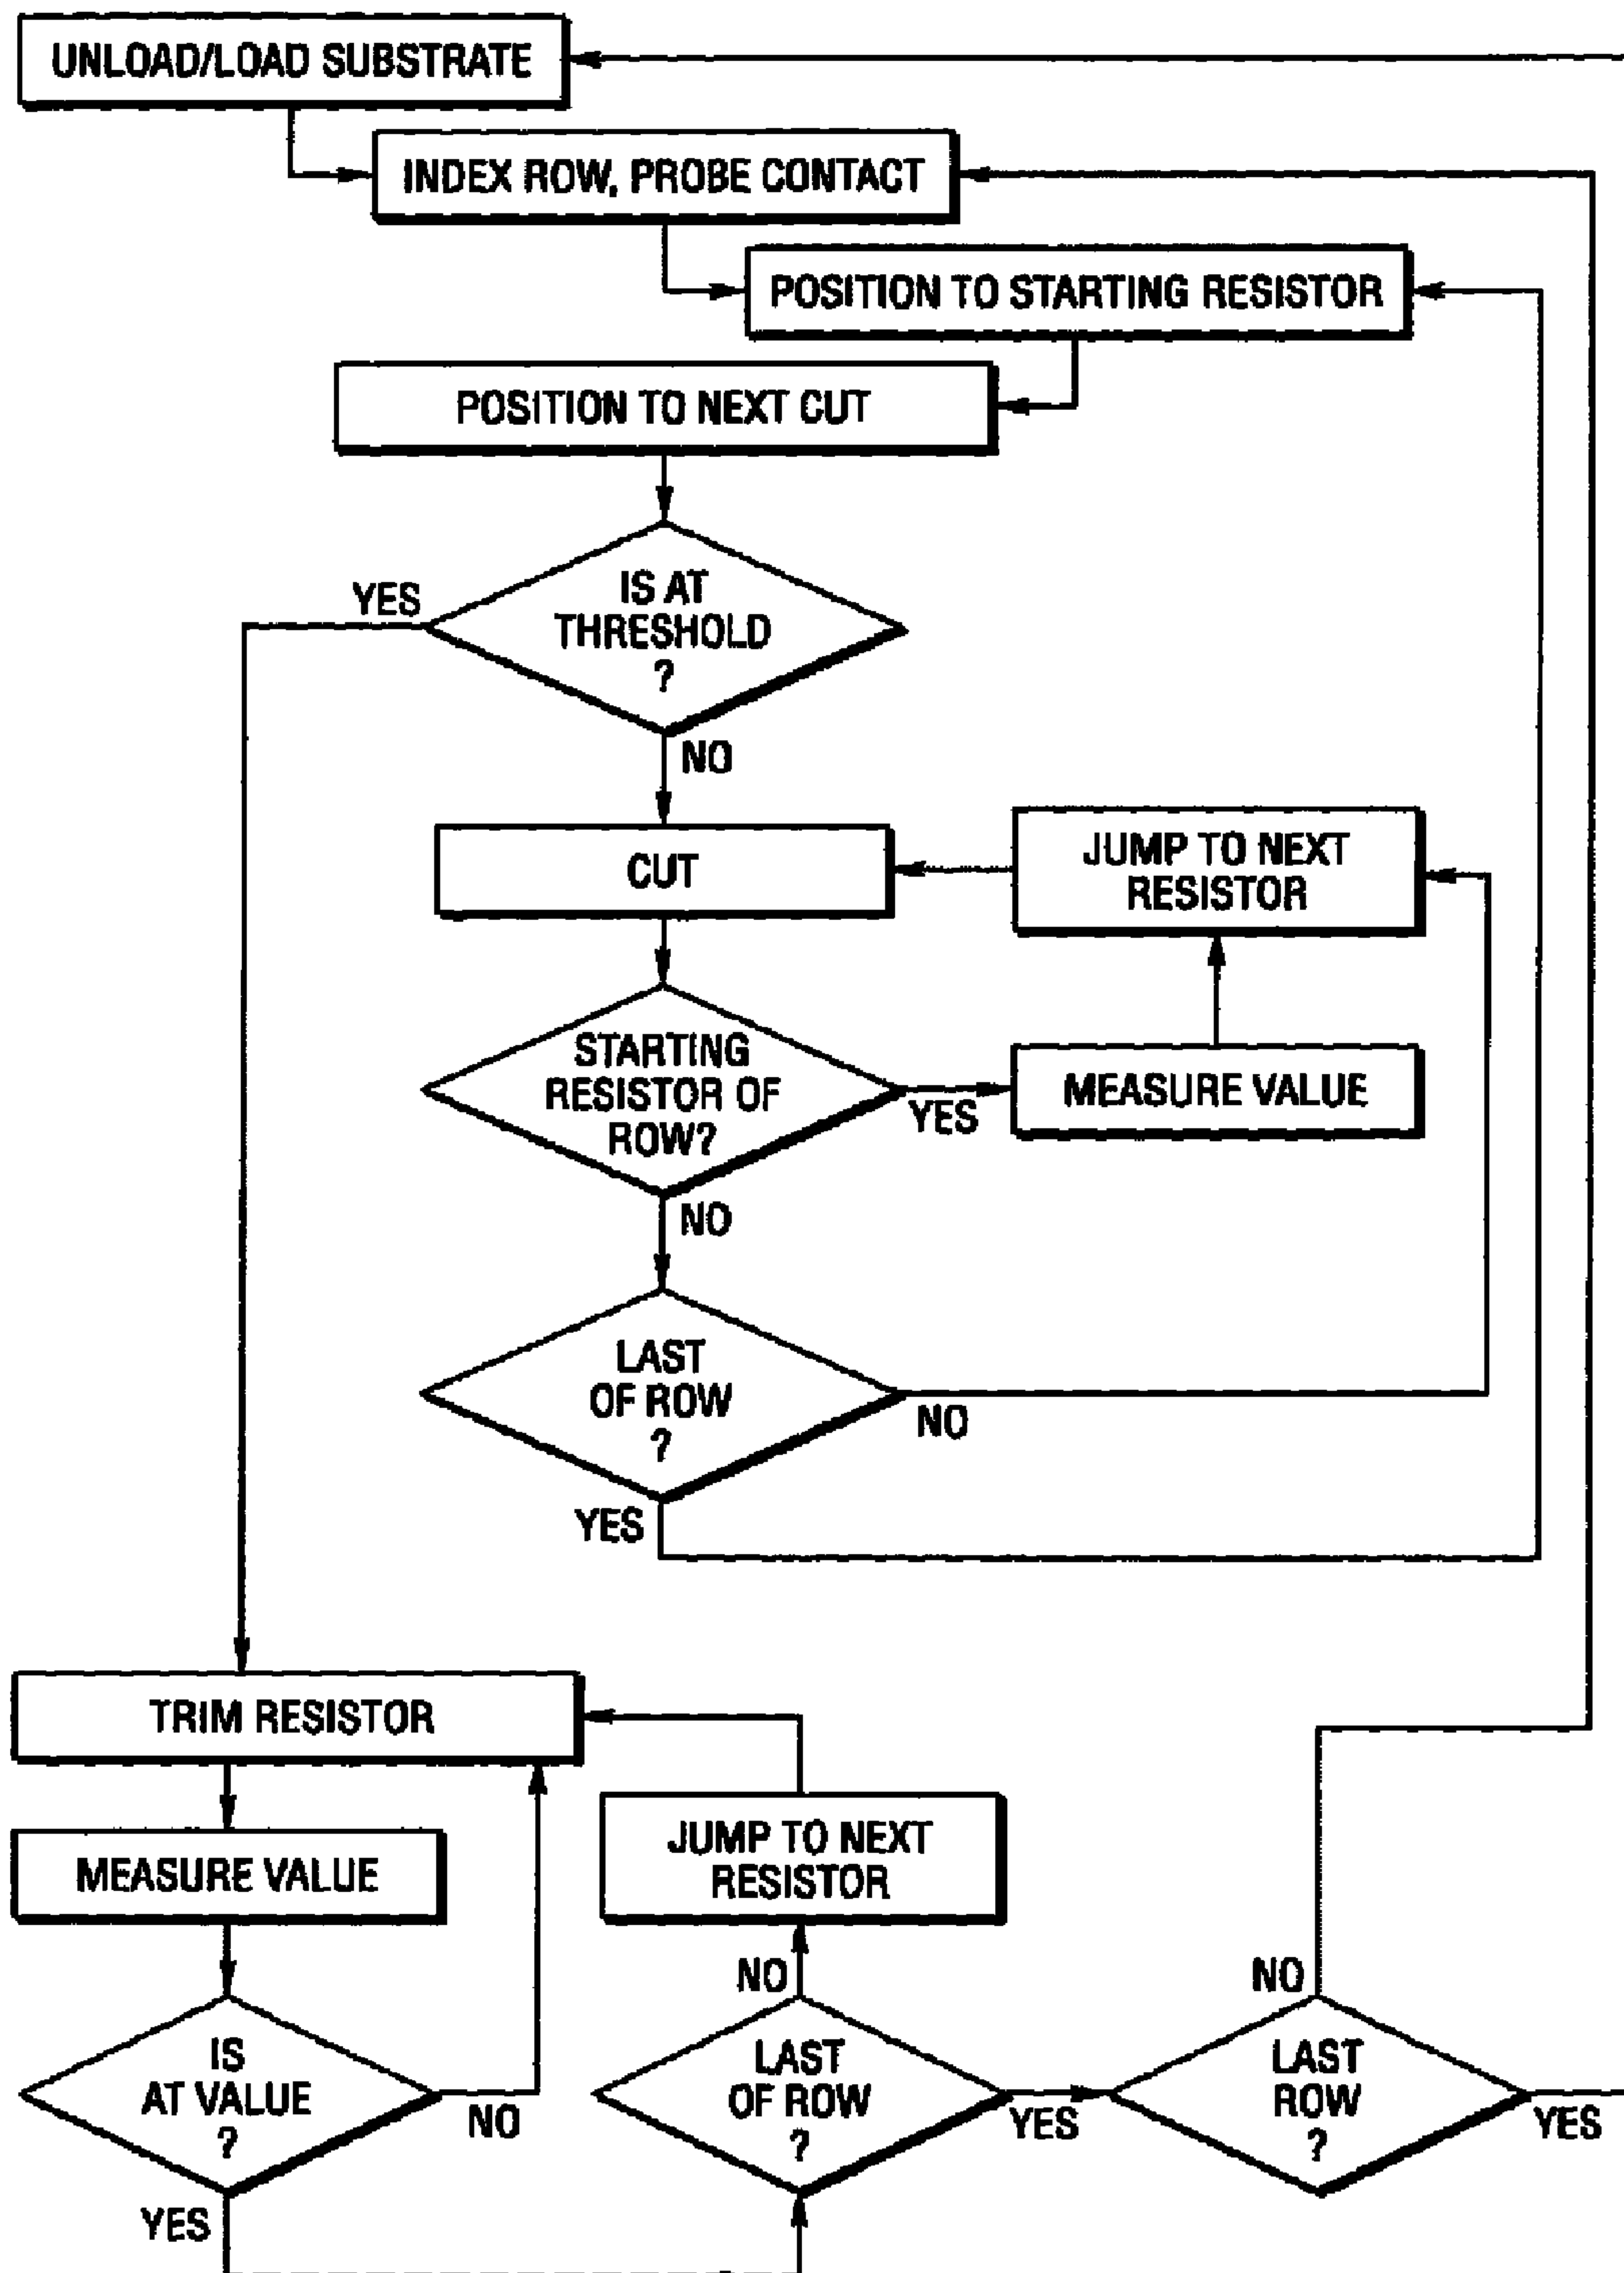 UNLOAD/LOAD SUBSTRATE
INDEX ROW, PROBE CONTACT
POSITION TO STARTING RESISTOR
POSITION TO NEXT CUT
IS AT
THRESHOLD
?
YES
NO
CUT
JUMP TO NEXT
RESISTOR
STARTING
RESISTOR OF
ROW?
YES
MEASURE VALUE
NO
LAST
OF ROW
?
NO
YES
TRIM RESISTOR
MEASURE VALUE
JUMP TO NEXT
RESISTOR
IS
AT VALUE
?
NO
YES
NO
LAST
OF ROW
?
YES
NO
LAST
ROW
?
YES